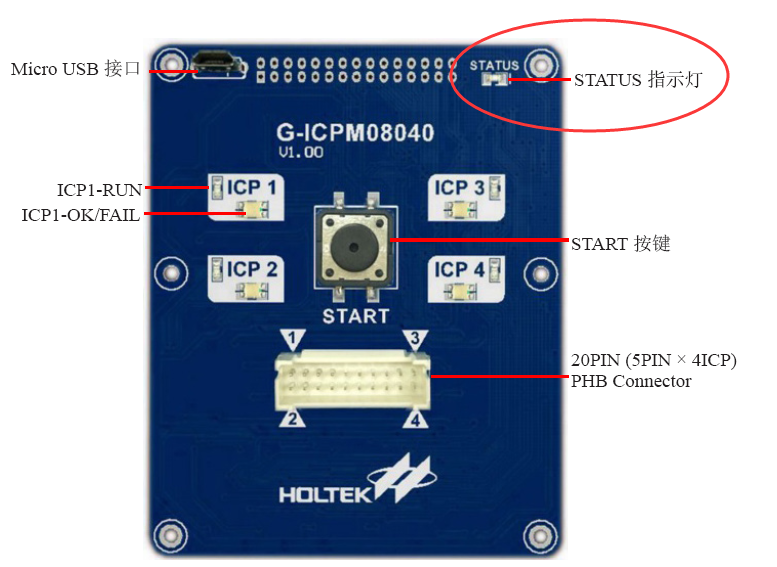 Micro USB 接口
STATUS
STATUS 指示灯
G-ICPM08040
V1.00
ICP1-RUN
ICP 1
ICP 3
ICP1-OK/FAIL
START 按键
ICP 2
ICP 4
START
1
3
20PIN (5PIN × 4ICP)
PHB Connector
2
4
HOLTEK